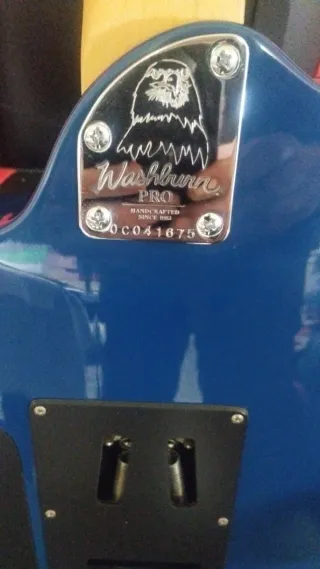 Washburn
PRO
HANDCRAFTED
SINCE 1883
OC041675